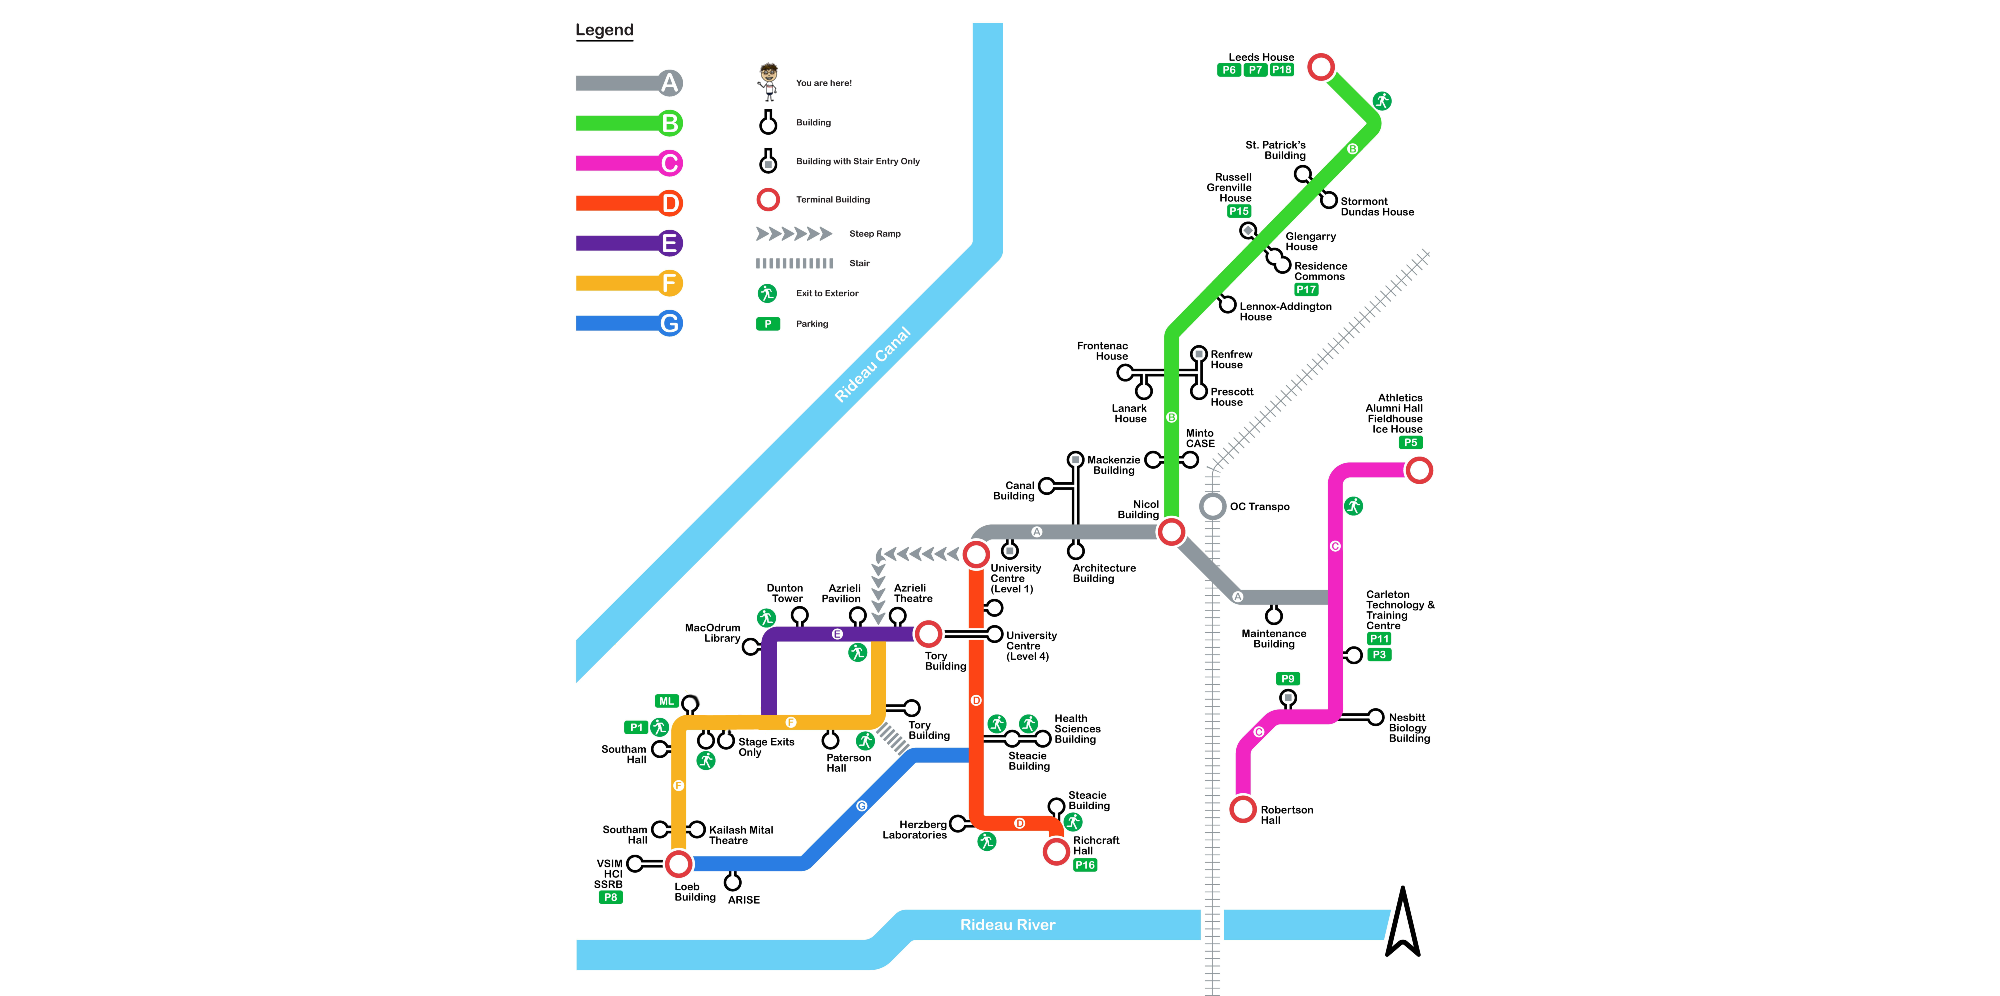 Legend
A
B
C
D
E
F
G
You are here!
Building
Building with Stair Entry Only
Terminal Building
Steep Ramp
Stair
Exit to Exterior
P
Parking
Rideau Canal
Leeds House
P6 P7 P18
B
St. Patrick's
Building
Stormont
Dundas House
Russell
Grenville
House
P15
Glengarry
House
Residence
Commons
P17
Lennox-Addington
House
Frontenac
House
Renfrew
House
Lanark
House
Prescott
House
B
Minto
CASE
Mackenzie
Building
Canal
Building
Nicol
Building
OC Transpo
Athletics
Alumni Hall
Fieldhouse
Ice House
P5
A
University
Centre
(Level 1)
Architecture
Building
C
A
Maintenance
Building
Carleton
Technology &
Training
Centre
P11
P3
P9
C
Nesbitt
Biology
Building
Robertson
Hall
Dunton
Tower
Azrieli
Pavilion
Azrieli
Theatre
MacOdrum
Library
E
Tory
Building
University
Centre
(Level 4)
ML
P1
Southam
Hall
Stage Exits
Only
F
Paterson
Hall
Tory
Building
D
Health
Sciences
Building
Steacie
Building
F
G
Southam
Hall
Kailash Mital
Theatre
VSIM
HCI
SSRB
P8
Loeb
Building
ARISE
Herzberg
Laboratories
D
Steacie
Building
Richcraft
Hall
P16
Rideau River